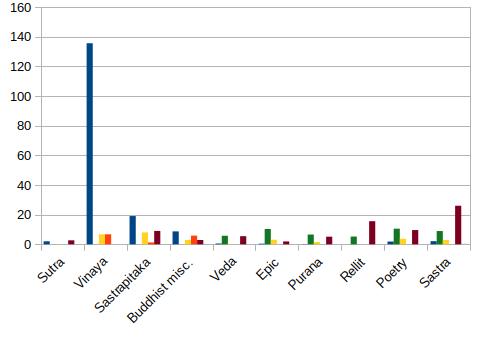 160
140
120
100
80
60
40
20
0
Sutra
Vinaya
Sastrapitaka
Buddhist misc.
Veda
Epic
Purana
Rellit
Poetry
Sastra